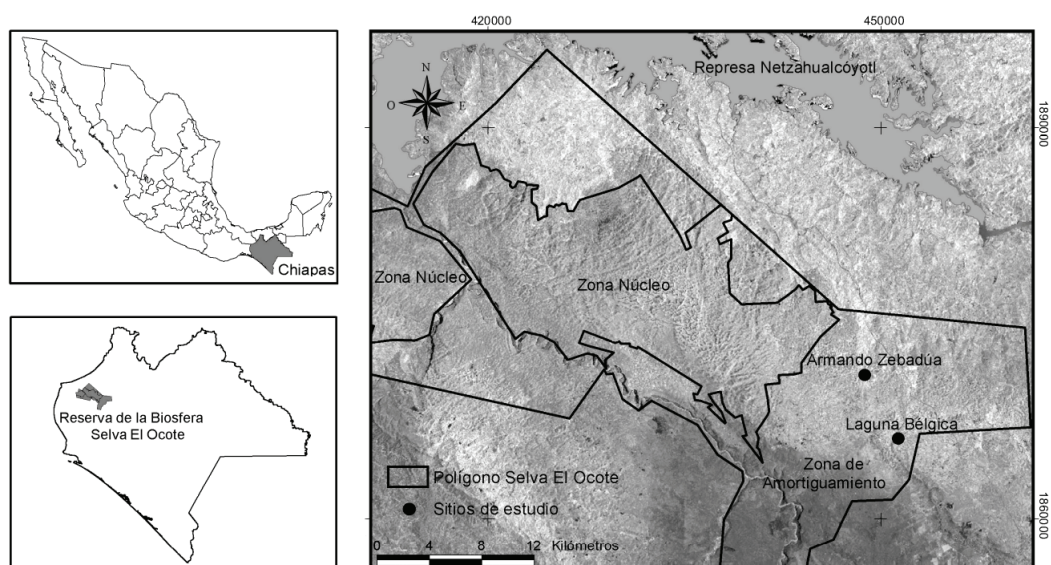 Chiapas
Reserva de la Biosfera
Selva El Ocote
420000
450000
1890000
1860000
Represa Netzahualcóyotl
N
O
E
S
Zona Núcleo
Zona Núcleo
Armando Zebadúa
Laguna Bélgica
Zona de
Amortiguamiento
Polígono Selva El Ocote
Sitios de estudio
0 4 8 12 Kilómetros